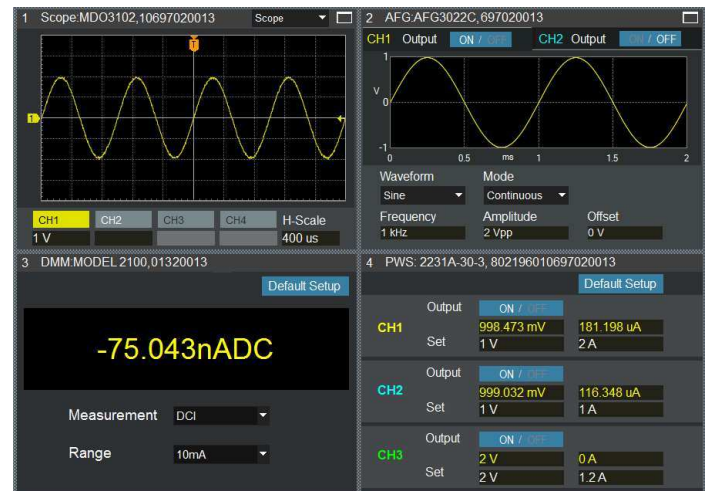 1 Scope:MDO3102,10697020013 Scope
T
1
CH1 CH2 CH3 CH4 H-Scale
1 V 400 us
2 AFG:AFG3022C,697020013
CH1 Output ON / OFF CH2 Output ON / OFF
1
V
0
-1
0 0.5 ms 1 1.5 2
Waveform Mode
Sine Continuous
Frequency Amplitude Offset
1 kHz 2 Vpp 0 V
3 DMM:MODEL 2100,01320013
Default Setup
-75.043nADC
Measurement DCI
Range 10mA
4 PWS: 2231A-30-3, 802196010697020013
Default Setup
Output ON / OFF
CH1 998.473 mV 181.198 uA
Set 1 V 2 A
Output ON / OFF
CH2 999.032 mV 116.348 uA
Set 1 V 1 A
Output ON / OFF
CH3 2 V 0 A
Set 2 V 1.2 A